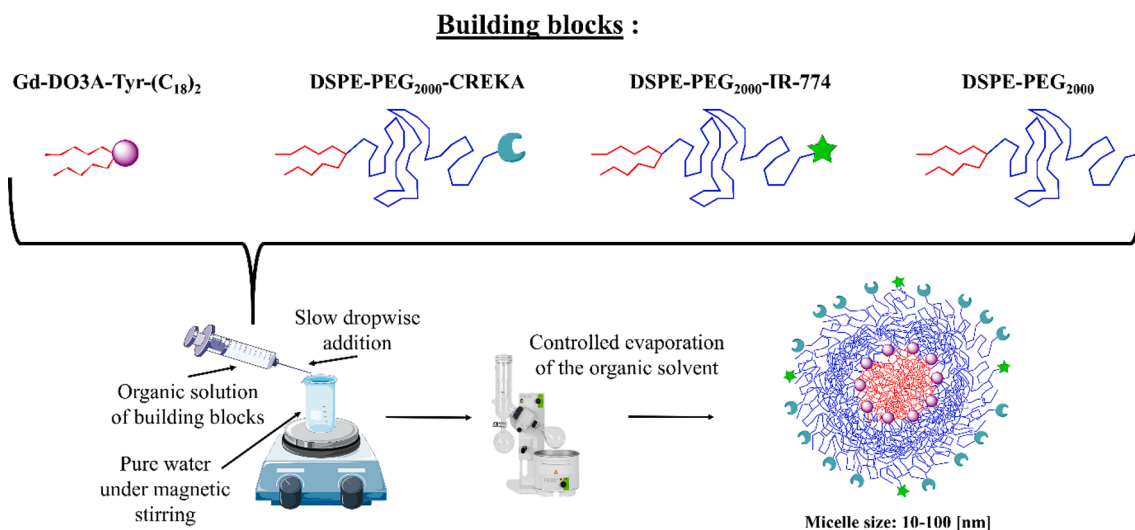 Building blocks :
Gd-DO3A-Tyr-(C₁₈)₂
DSPE-PEG₂₀₀₀-CREKA
DSPE-PEG₂₀₀₀-IR-774
DSPE-PEG₂₀₀₀
Slow dropwise
addition
Organic solution
of building blocks
Pure water
under magnetic
stirring
Controlled evaporation
of the organic solvent
Micelle size: 10-100 [nm]